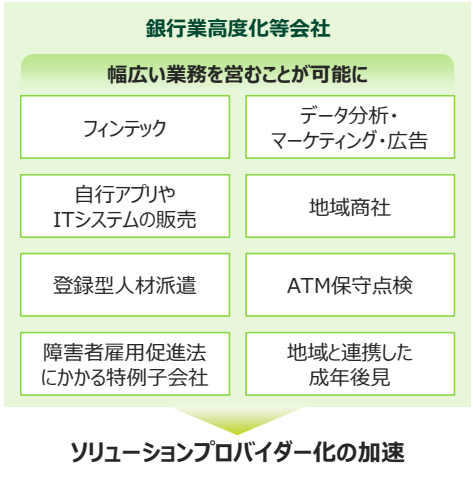 銀行業高度化等会社
幅広い業務を営むことが可能に
フィンテック
データ分析・
マーケティング・広告
自行アプリや
ITシステムの販売
地域商社
登録型人材派遣
ATM保守点検
障害者雇用促進法
にかかる特例子会社
地域と連携した
成年後見
ソリューションプロバイダー化の加速